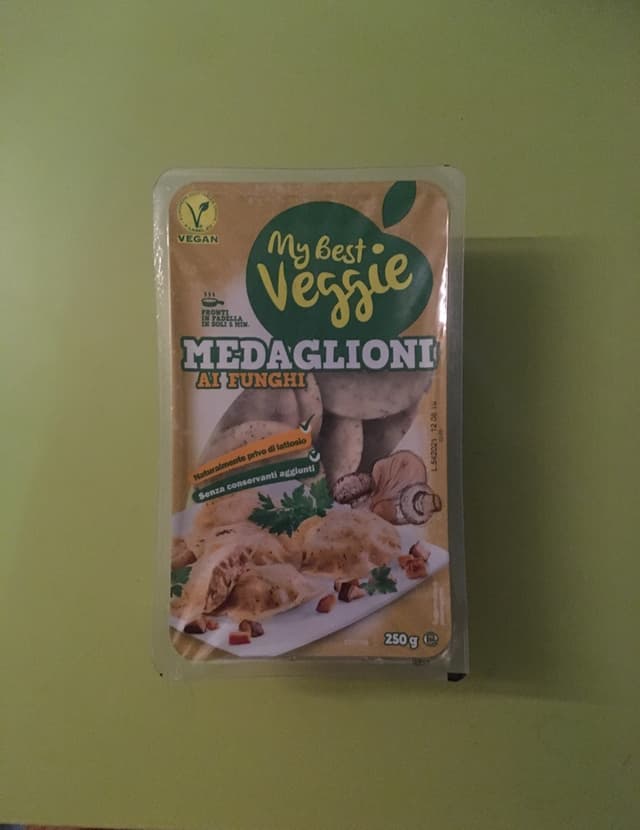 VEGAN
My Best
Veggie
PRONTI
IN PADELLA
IN SOLI 5 MIN.
MEDAGLIONI
AI FUNGHI
Naturalmente privo di lattosio
Senza conservanti aggiunti
250 g